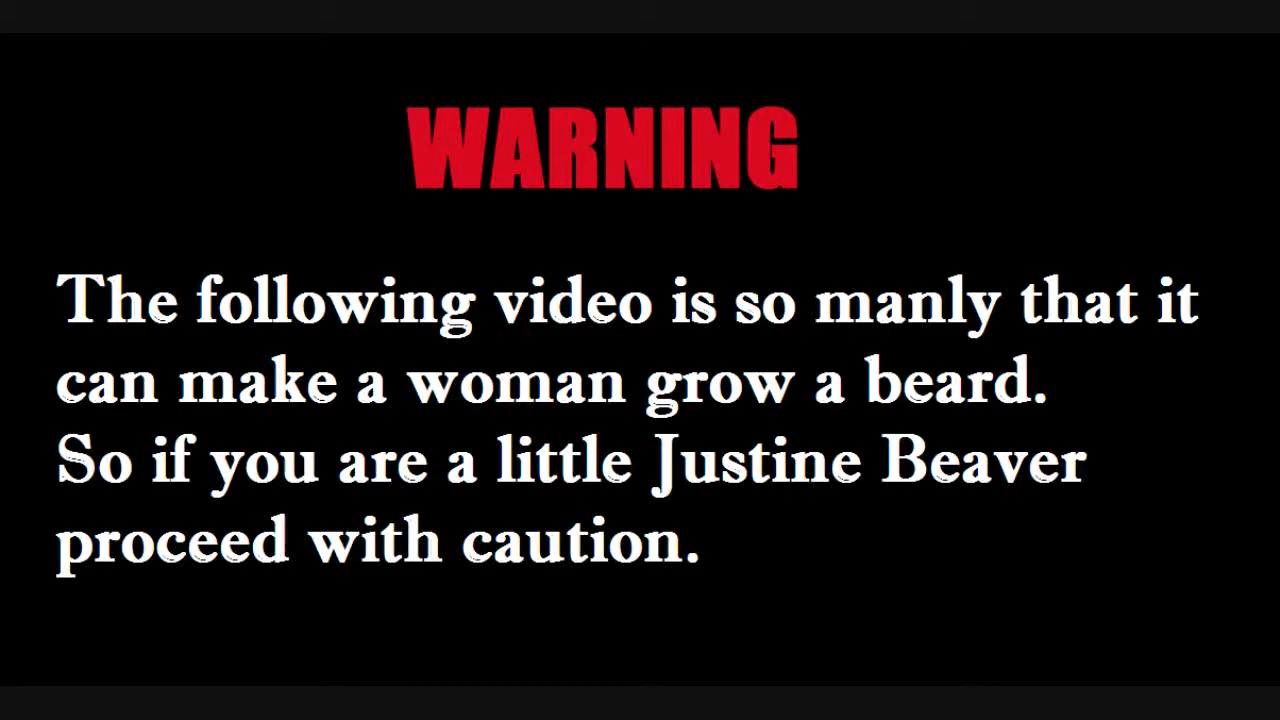 WARNING
The following video is so manly that it
can make a woman grow a beard.
So if you are a little Justine Beaver
proceed with caution.